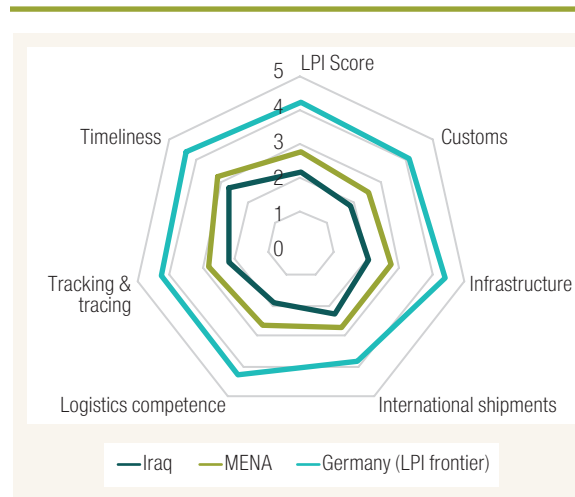 LPI Score
5
4
3
2
1
0
Customs
Infrastructure
International shipments
Logistics competence
Tracking &
tracing
Timeliness
Iraq
MENA
Germany (LPI frontier)